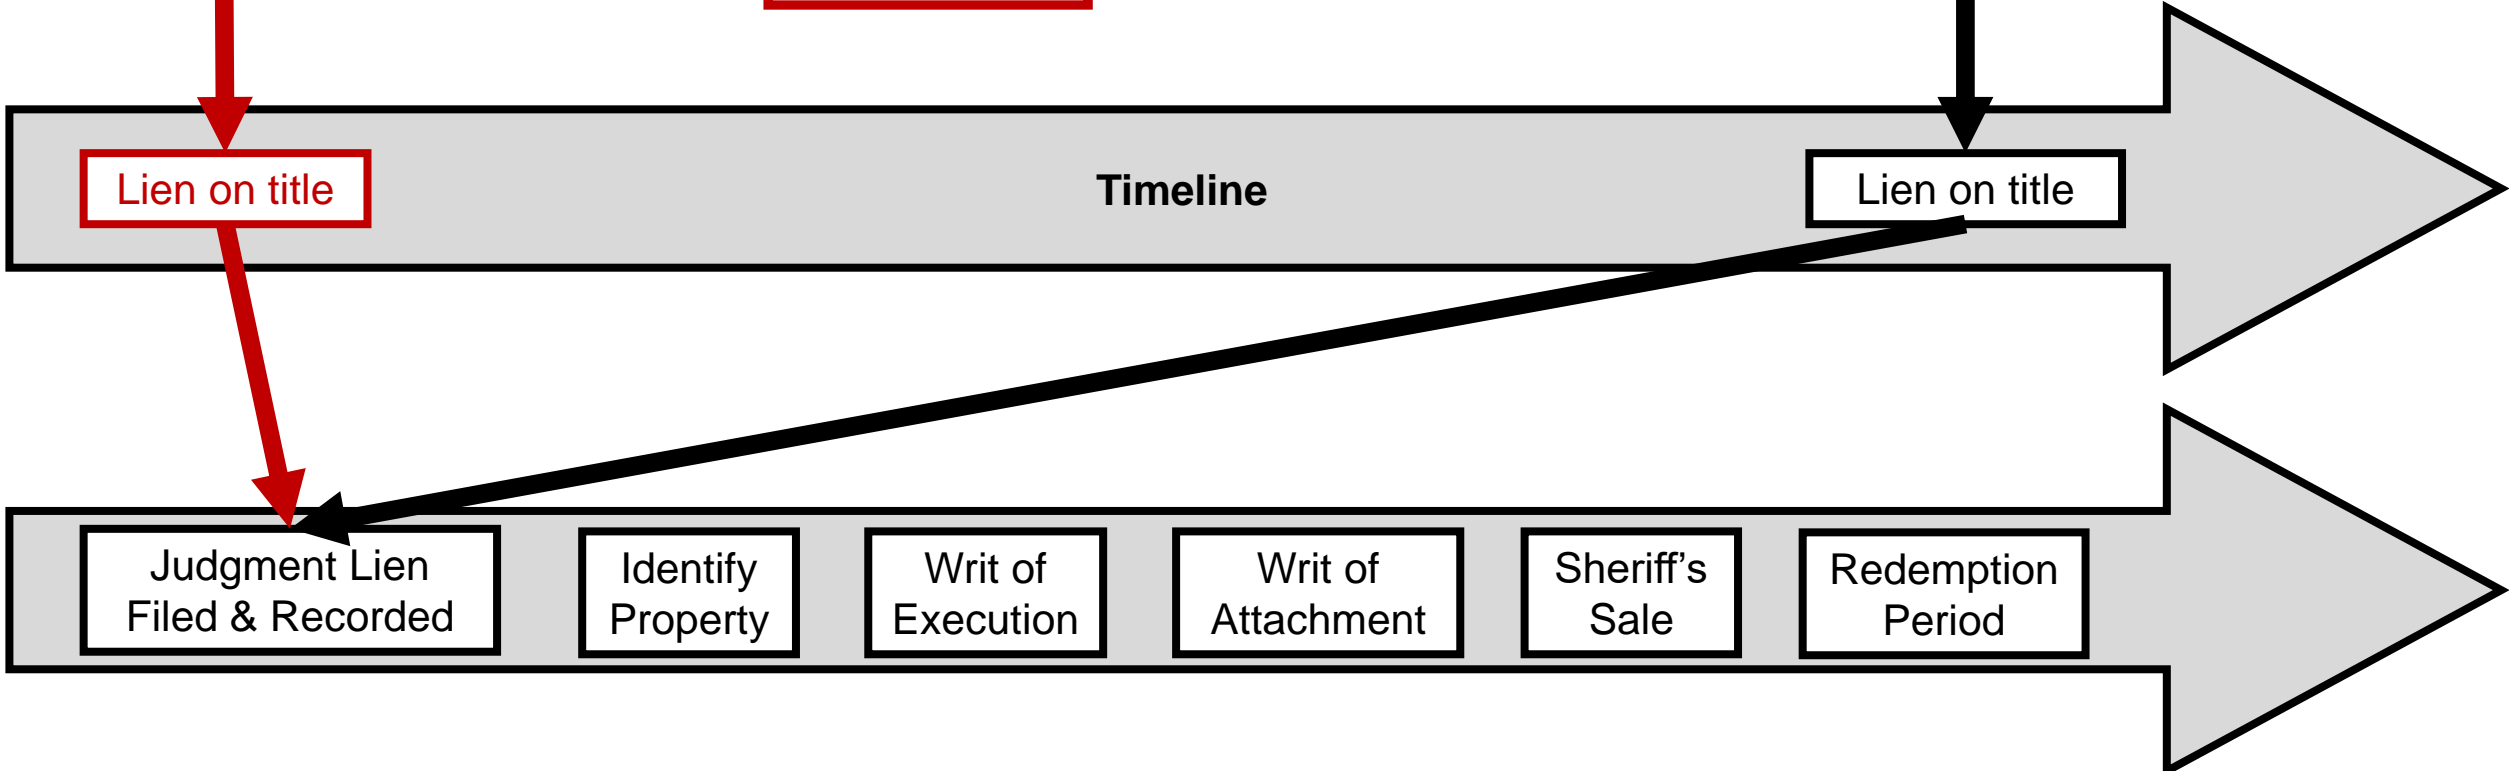 Lien on title
Timeline
Lien on title
Judgment Lien
Filed & Recorded
Identify
Property
Writ of
Execution
Writ of
Attachment
Sheriff’s
Sale
Redemption
Period